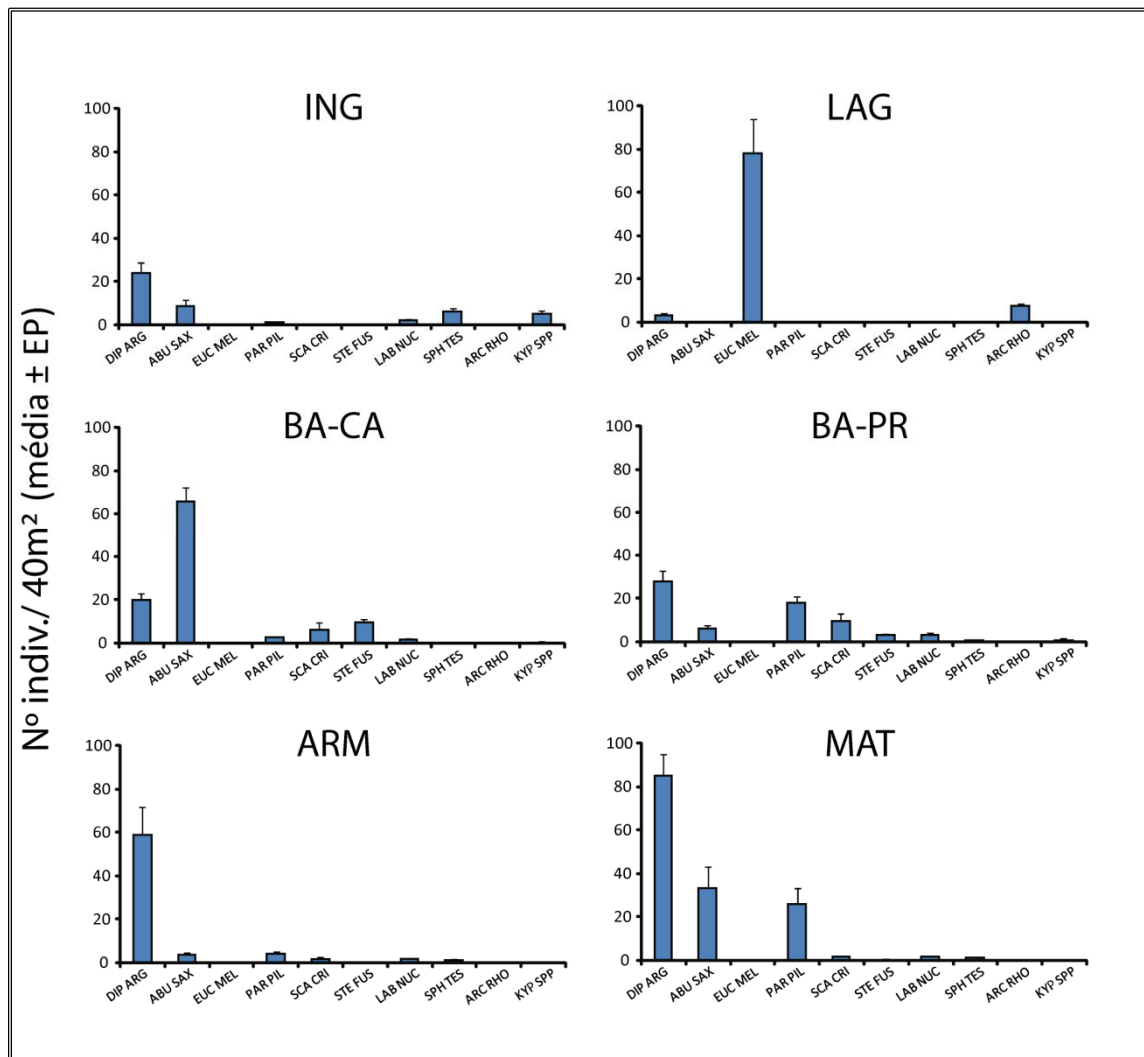 Nº indiv./ 40m² (média ± EP)
ING
100
80
60
40
20
0
DIP ARG ABU SAX EUC MEL PAR PIL SCA CRI STE FUS LAB NUC SPH TES ARC RHO KYP SPP
LAG
100
80
60
40
20
0
DIP ARG ABU SAX EUC MEL PAR PIL SCA CRI STE FUS LAB NUC SPH TES ARC RHO KYP SPP
BA-CA
100
80
60
40
20
0
DIP ARG ABU SAX EUC MEL PAR PIL SCA CRI STE FUS LAB NUC SPH TES ARC RHO KYP SPP
BA-PR
100
80
60
40
20
0
DIP ARG ABU SAX EUC MEL PAR PIL SCA CRI STE FUS LAB NUC SPH TES ARC RHO KYP SPP
ARM
100
80
60
40
20
0
DIP ARG ABU SAX EUC MEL PAR PIL SCA CRI STE FUS LAB NUC SPH TES ARC RHO KYP SPP
MAT
100
80
60
40
20
0
DIP ARG ABU SAX EUC MEL PAR PIL SCA CRI STE FUS LAB NUC SPH TES ARC RHO KYP SPP